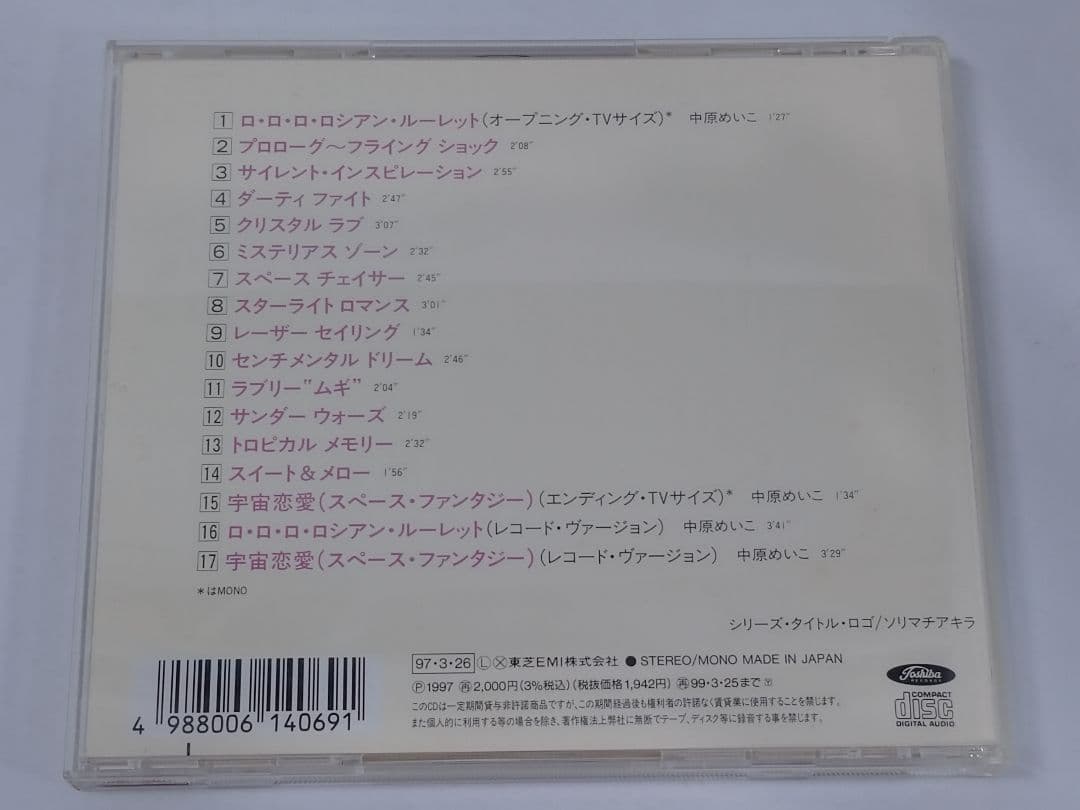 1 ロ・ロ・ロ・ロシアン・ルーレット(オープニング・TVサイズ)* 中原めいこ 1'27"
2 プロローグ〜フライング ショック 2'08"
3 サイレント・インスピレーション 2'55"
4 ダーティ ファイト 2'47"
5 クリスタル ラブ 3'07"
6 ミステリアス ゾーン 2'32"
7 スペース チェイサー 2'45"
8 スターライト ロマンス 3'01"
9 レーザー セイリング 1'34"
10 センチメンタル ドリーム 2'46"
11 ラブリー"ムギ" 2'04"
12 サンダー ウォーズ 2'19"
13 トロピカル メモリー 2'32"
14 スイート&メロー 1'56"
15 宇宙恋愛(スペース・ファンタジー)(エンディング・TVサイズ)* 中原めいこ 1'34"
16 ロ・ロ・ロ・ロシアン・ルーレット(レコード・ヴァージョン) 中原めいこ 3'41"
17 宇宙恋愛(スペース・ファンタジー)(レコード・ヴァージョン) 中原めいこ 3'29"
*はMONO
シリーズ・タイトル・ロゴ/ソリマチアキラ
97・3・26 Ⓛ Ⓧ 東芝EMI株式会社 ● STEREO/MONO MADE IN JAPAN
Ⓟ1997 ㊢2,000円(3%税込)(税抜価格1,942円) ㊢99・3・25まで
このCDは一定期間貸与非許諾商品ですが、この期間経過後も権利者の許諾なく賃貸業に使用することを禁じます。
また個人的に利用する等の場合を除き、著作権法上弊社に無断でテープ、ディスク等に録音する事を禁じます。
4 988006 140691
Toshiba
RECORDS
COMPACT
disc
DIGITAL AUDIO